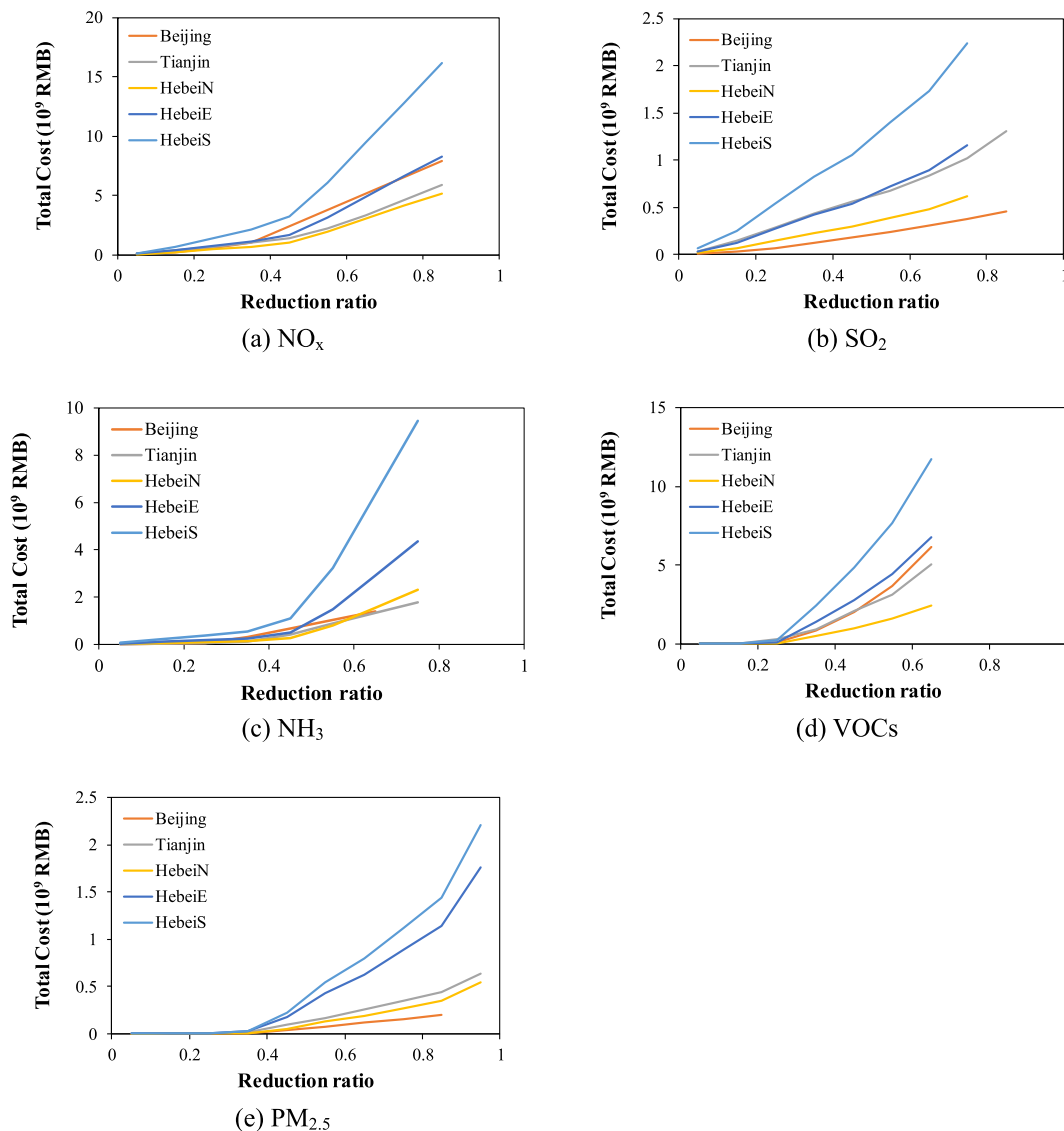 20
15
10
5
0
Total Cost (10⁹ RMB)
Beijing
Tianjin
HebeiN
HebeiE
HebeiS
0 0.2 0.4 0.6 0.8 1
Reduction ratio
(a) NOₓ
2.5
2
1.5
1
0.5
0
Total Cost (10⁹ RMB)
Beijing
Tianjin
HebeiN
HebeiE
HebeiS
0 0.2 0.4 0.6 0.8 1
Reduction ratio
(b) SO₂
10
8
6
4
2
0
Total Cost (10⁹ RMB)
Beijing
Tianjin
HebeiN
HebeiE
HebeiS
0 0.2 0.4 0.6 0.8 1
Reduction ratio
(c) NH₃
15
10
5
0
Total Cost (10⁹ RMB)
Beijing
Tianjin
HebeiN
HebeiE
HebeiS
0 0.2 0.4 0.6 0.8
Reduction ratio
(d) VOCs
2.5
2
1.5
1
0.5
0
Total Cost (10⁹ RMB)
Beijing
Tianjin
HebeiN
HebeiE
HebeiS
0 0.2 0.4 0.6 0.8 1
Reduction ratio
(e) PM₂.₅